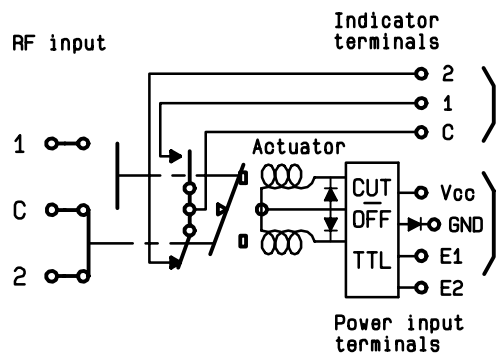 RF input
Indicator
terminals
2
1
C
Actuator
1
C
2
CUT
OFF
TTL
Vcc
GND
E1
E2
Power input
terminals